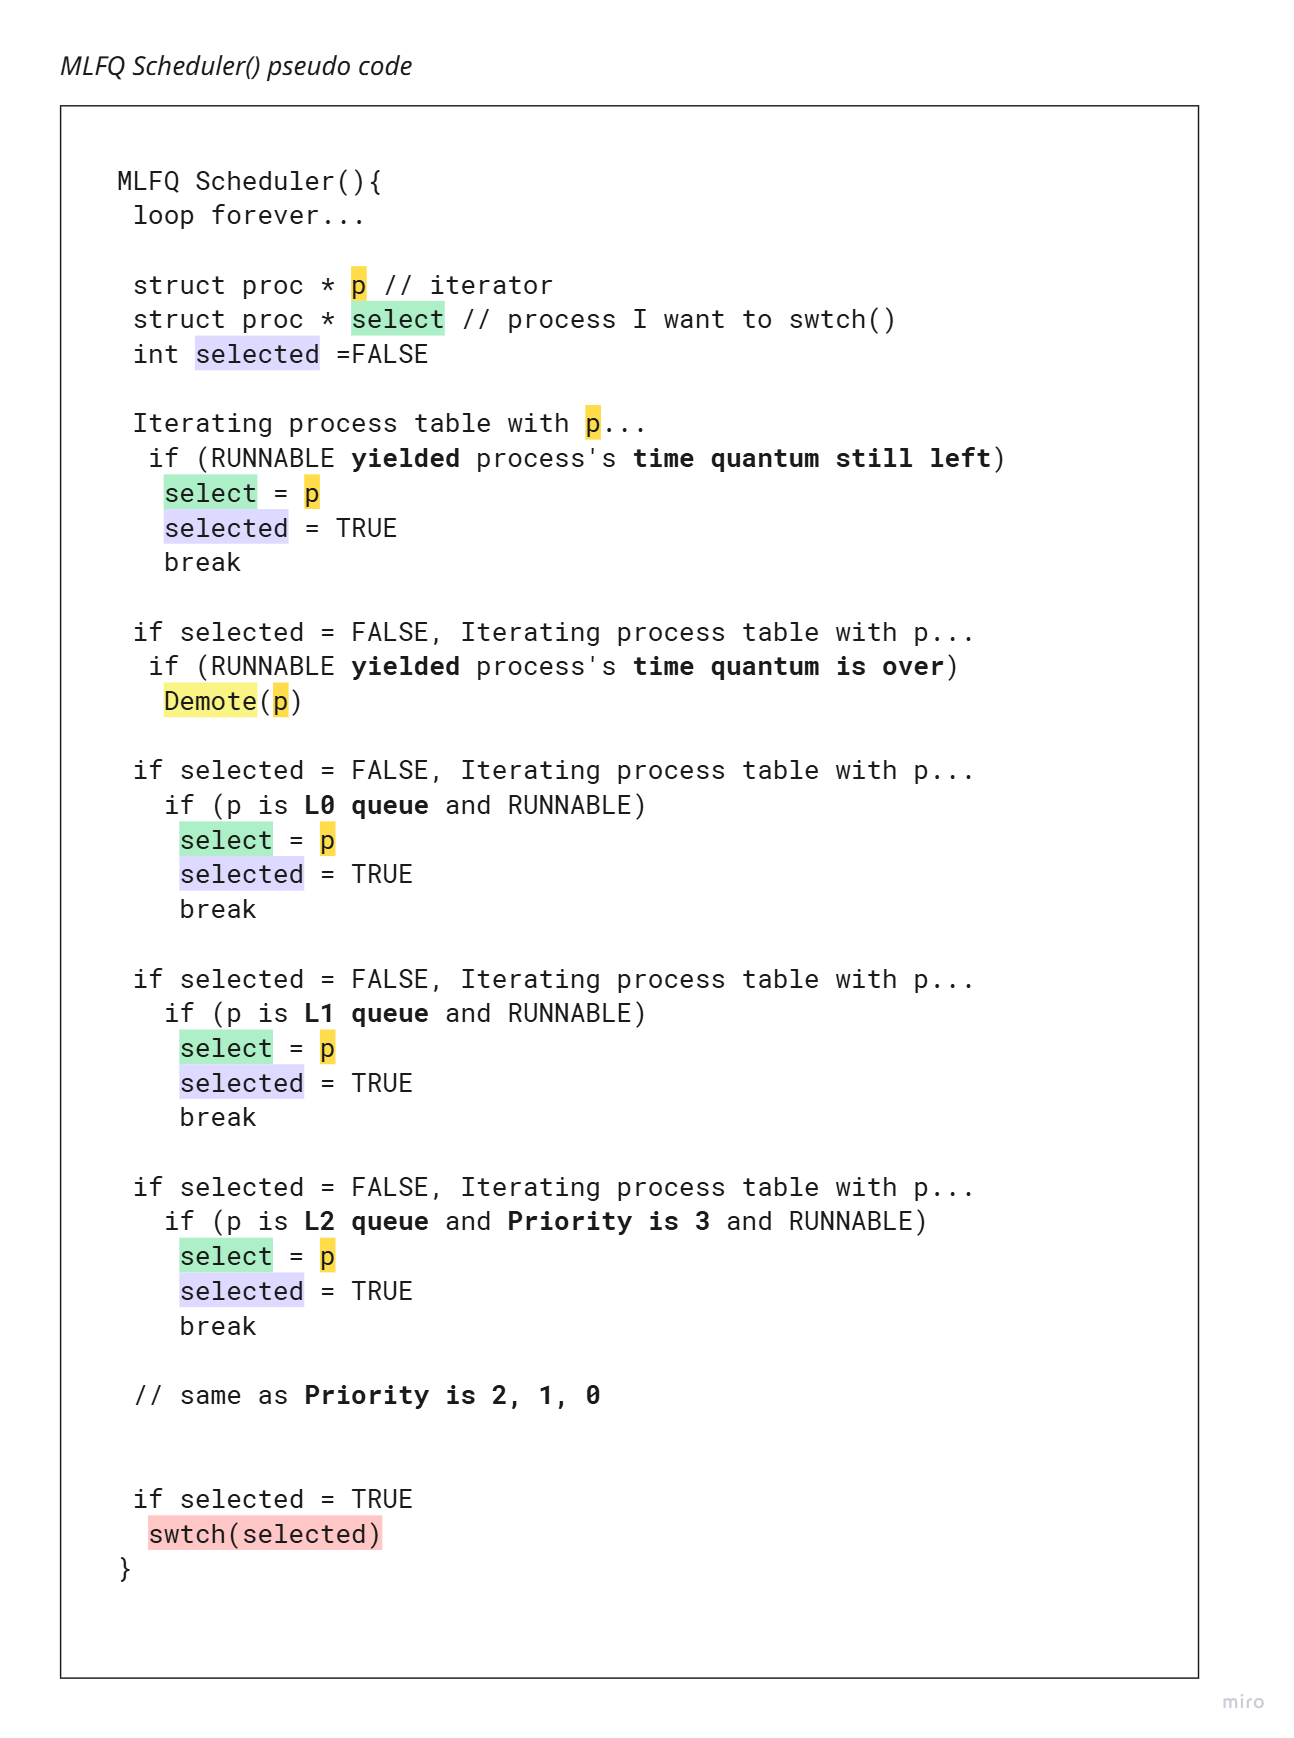 MLFQ Scheduler() pseudo code
MLFQ Scheduler(){
loop forever...
struct proc * p // iterator
struct proc * select // process I want to swtch()
int selected =FALSE
Iterating process table with p...
if (RUNNABLE yielded process's time quantum still left)
select = p
selected = TRUE
break
if selected = FALSE, Iterating process table with p...
if (RUNNABLE yielded process's time quantum is over)
Demote(p)
if selected = FALSE, Iterating process table with p...
if (p is L0 queue and RUNNABLE)
select = p
selected = TRUE
break
if selected = FALSE, Iterating process table with p...
if (p is L1 queue and RUNNABLE)
select = p
selected = TRUE
break
if selected = FALSE, Iterating process table with p...
if (p is L2 queue and Priority is 3 and RUNNABLE)
select = p
selected = TRUE
break
// same as Priority is 2, 1, 0
if selected = TRUE
swtch(selected)
}
miro